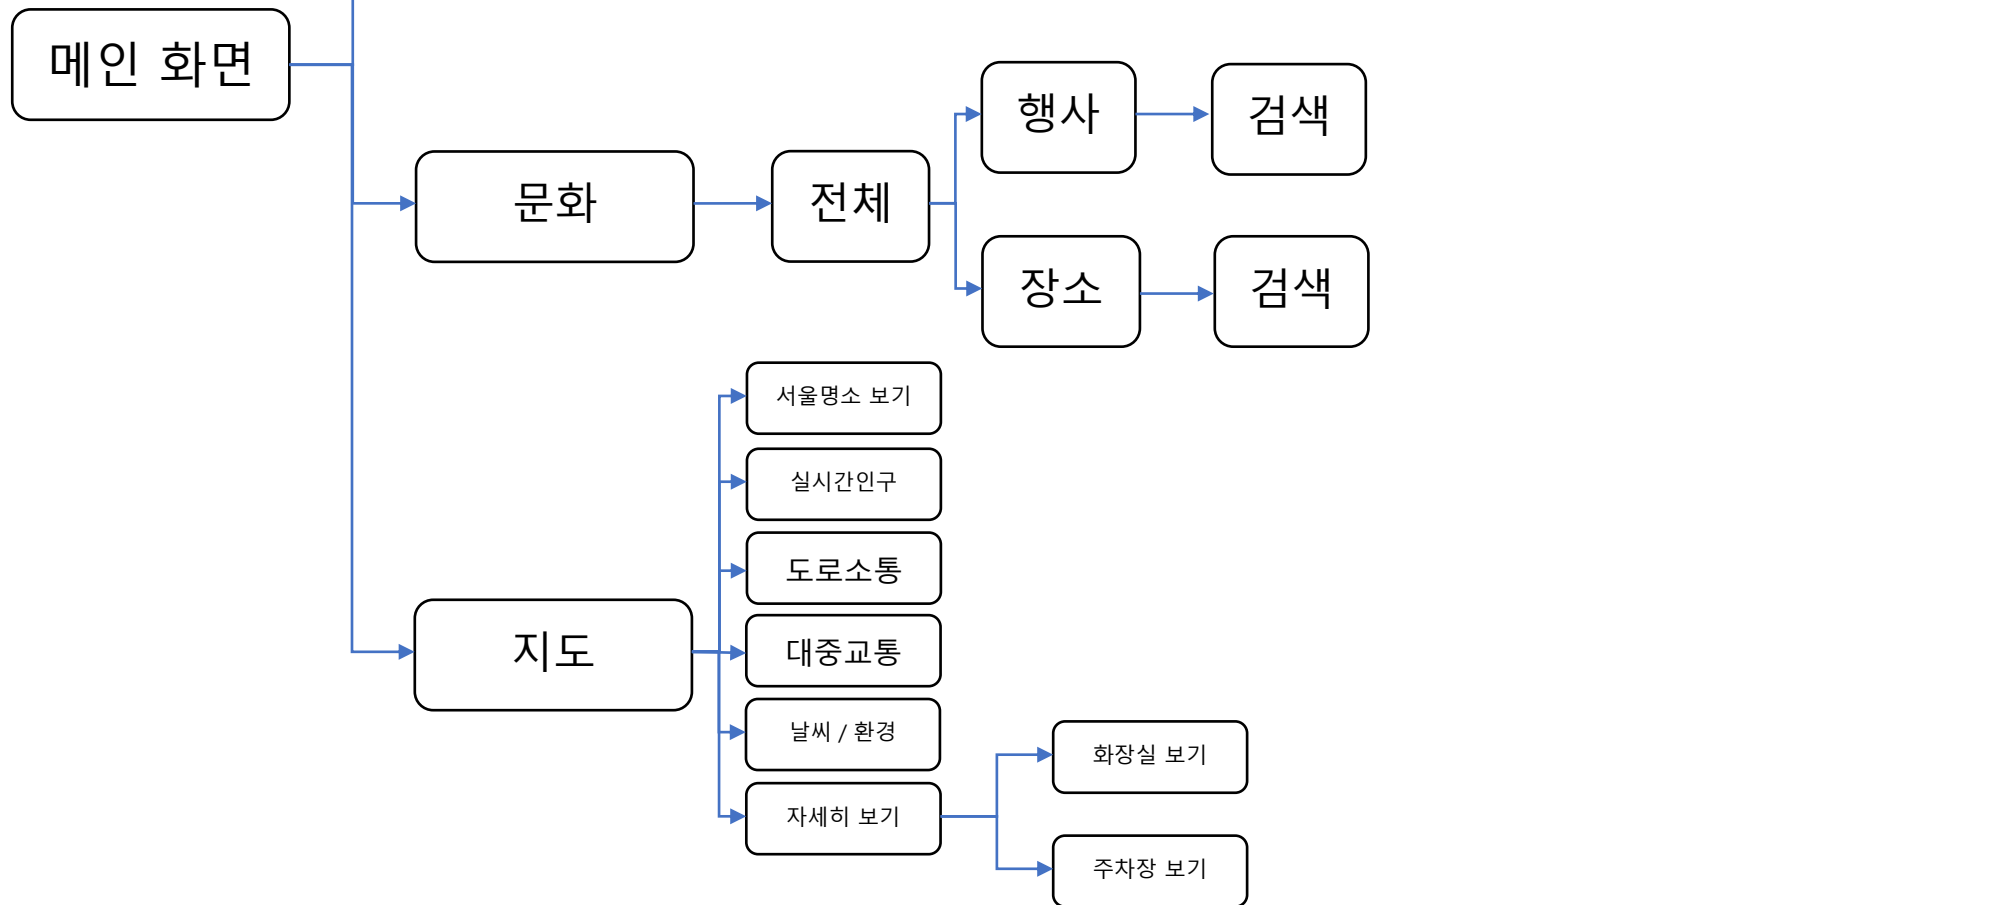 메인 화면
문화
전체
행사
검색
장소
검색
지도
서울명소 보기
실시간인구
도로소통
대중교통
날씨 / 환경
자세히 보기
화장실 보기
주차장 보기